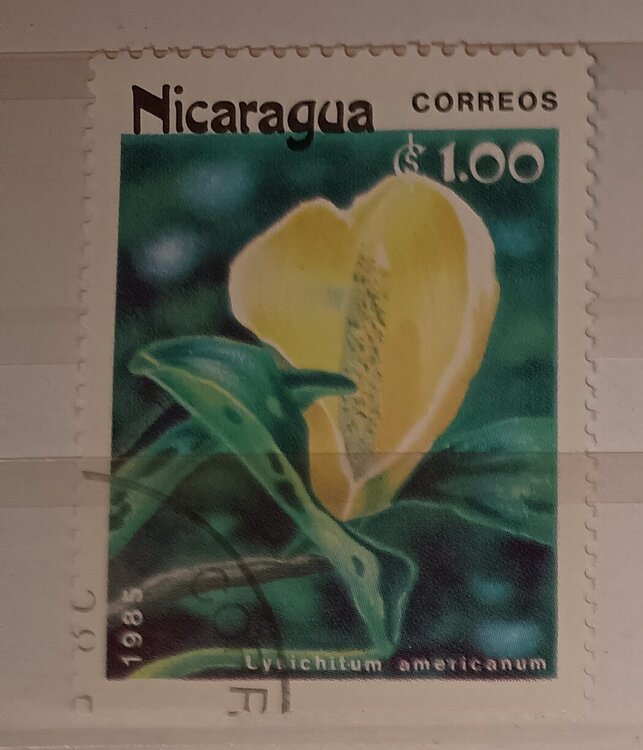 Nicaragua CORREOS
₡$ 1.00
1985
Lysichitum americanum